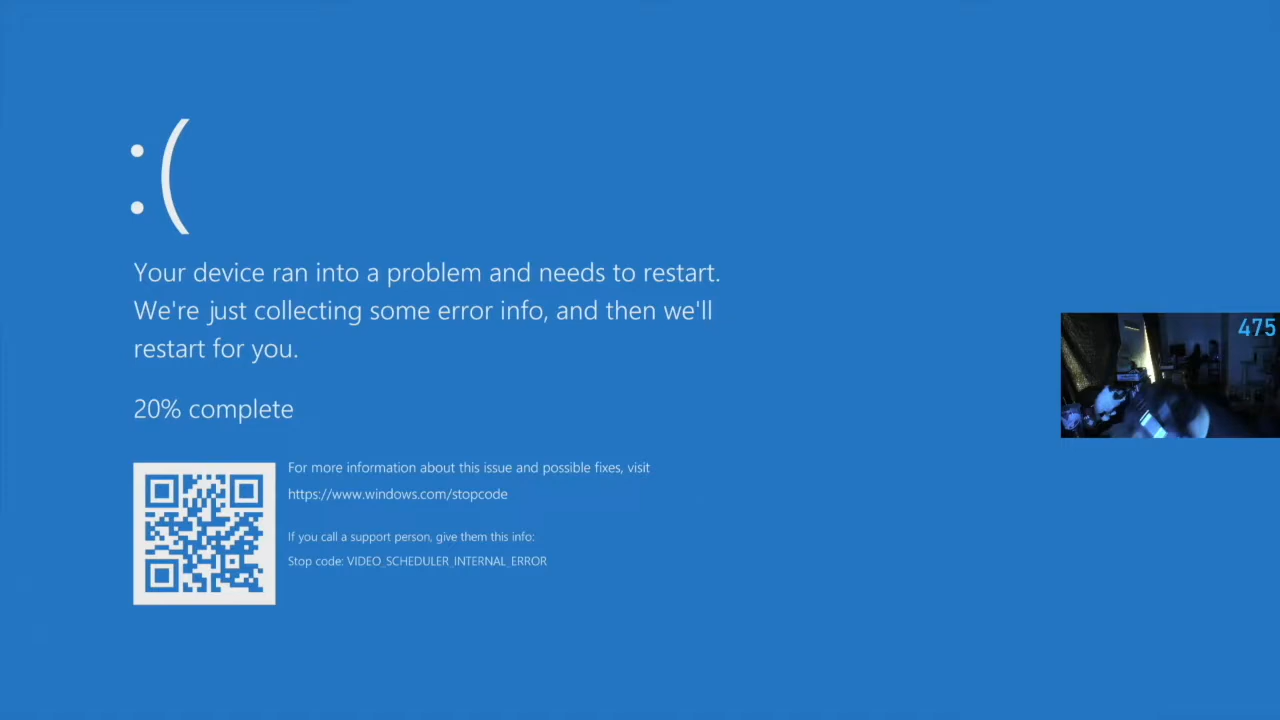 :(
Your device ran into a problem and needs to restart.
We're just collecting some error info, and then we'll
restart for you.
20% complete
For more information about this issue and possible fixes, visit
https://www.windows.com/stopcode
If you call a support person, give them this info:
Stop code: VIDEO_SCHEDULER_INTERNAL_ERROR
475